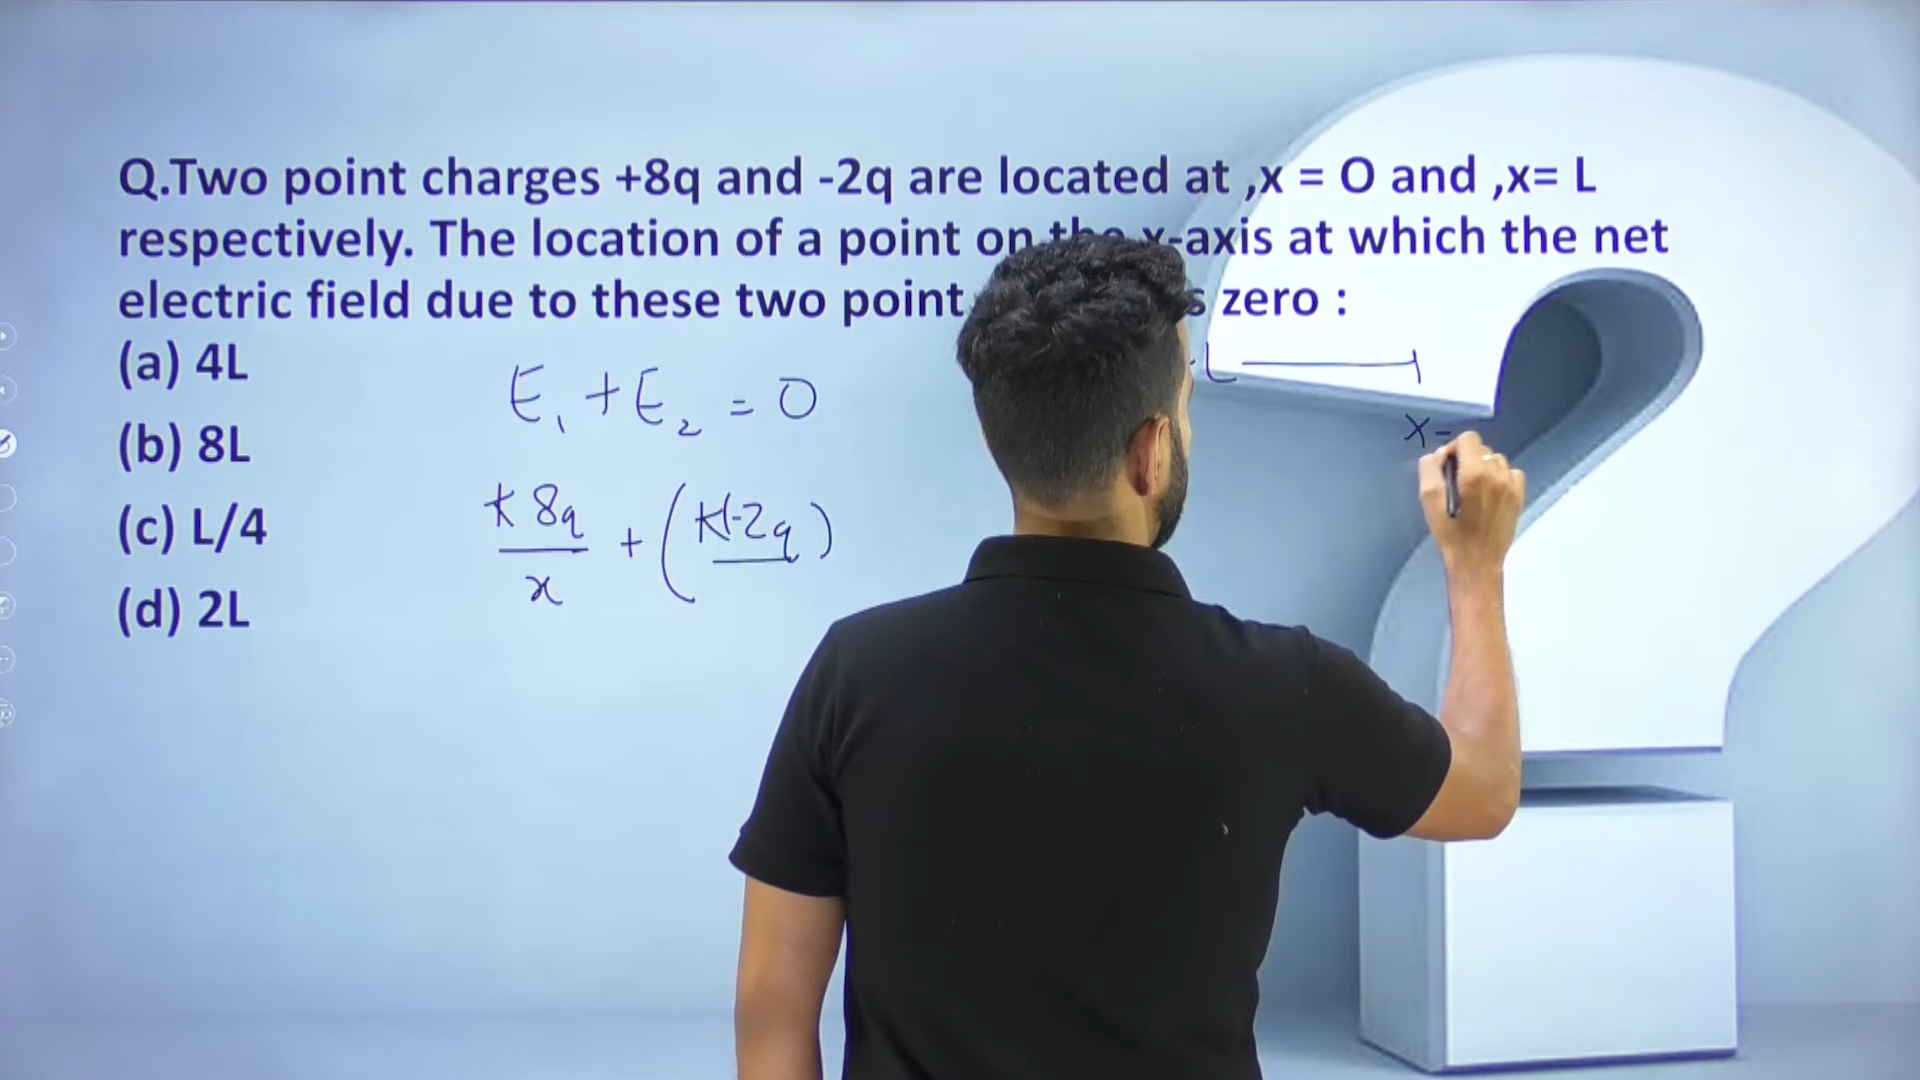 Q.Two point charges +8q and -2q are located at ,x = O and ,x= L
respectively. The location of a point on the x-axis at which the net
electric field due to these two point s zero :
(a) 4L
(b) 8L
(c) L/4
(d) 2L
E₁ + E₂ = 0
K 8q
x
+ (K(-2q)
L
x-